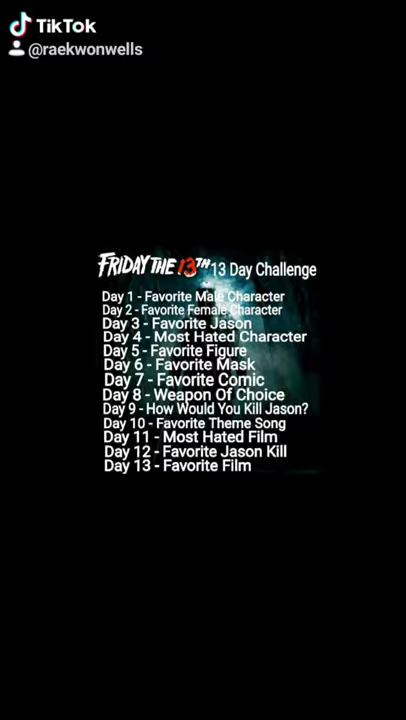 TikTok
@raekwonwells
FRIDAY THE 13TH 13 Day Challenge
Day 1 - Favorite Male Character
Day 2 - Favorite Female Character
Day 3 - Favorite Jason
Day 4 - Most Hated Character
Day 5 - Favorite Figure
Day 6 - Favorite Mask
Day 7 - Favorite Comic
Day 8 - Weapon Of Choice
Day 9 - How Would You Kill Jason?
Day 10 - Favorite Theme Song
Day 11 - Most Hated Film
Day 12 - Favorite Jason Kill
Day 13 - Favorite Film